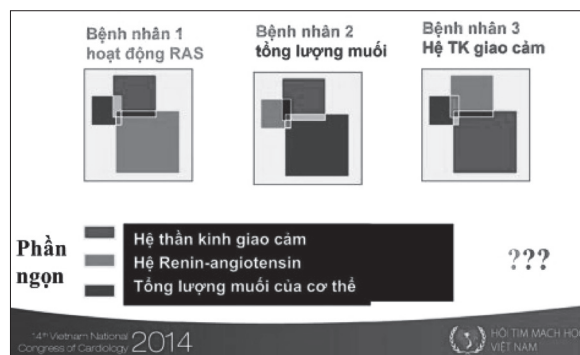 Bệnh nhân 1
hoạt động RAS
Bệnh nhân 2
tổng lượng muối
Bệnh nhân 3
Hệ TK giao cảm
Phần
ngọn
Hệ thần kinh giao cảm
Hệ Renin-angiotensin
Tổng lượng muối của cơ thể
???
14th Vietnam National
Congress of Cardiology 2014
HỘI TIM MẠCH HỌC
VIỆT NAM